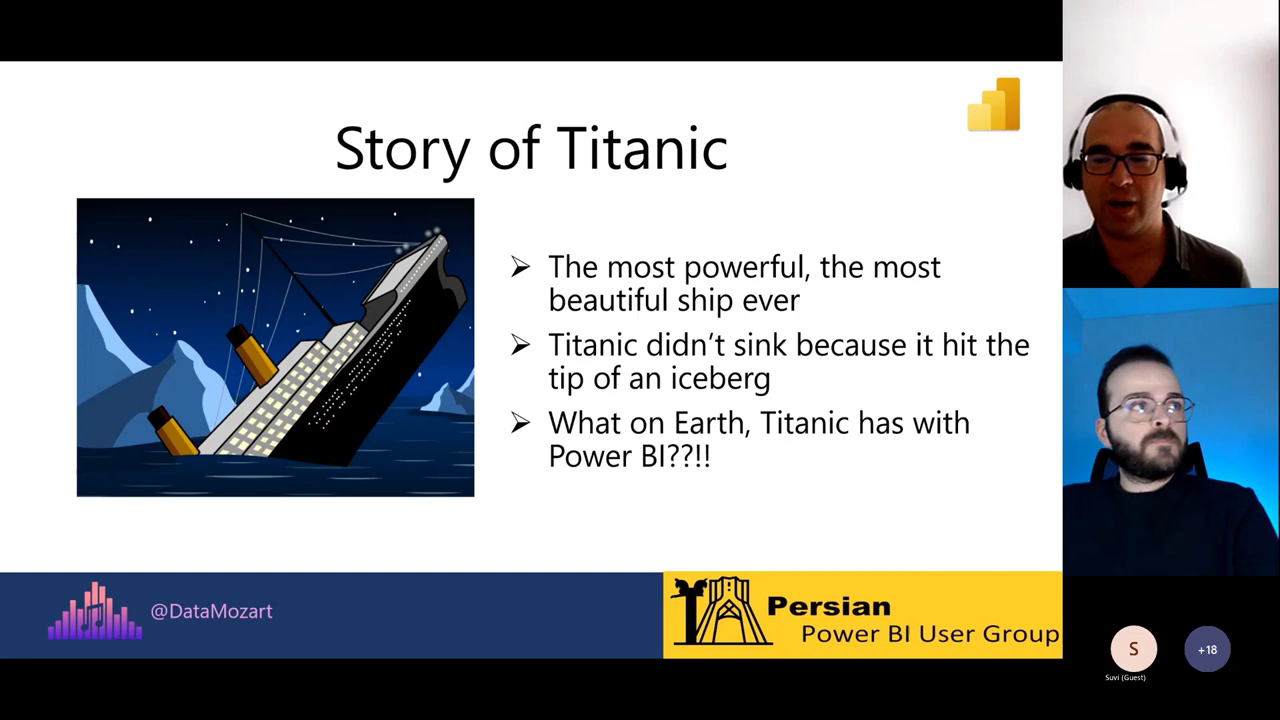 Story of Titanic
The most powerful, the most
beautiful ship ever
Titanic didn’t sink because it hit the
tip of an iceberg
What on Earth, Titanic has with
Power BI??!!
@DataMozart
Persian
Power BI User Group
S
+18
Suvi (Guest)